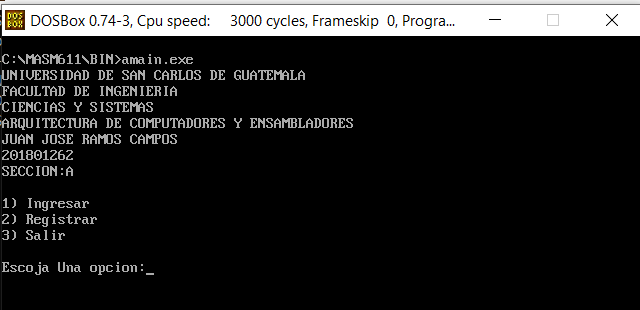 DOS BOX DOSBox 0.74-3, Cpu speed: 3000 cycles, Frameskip 0, Progra...
C:\MASM611\BIN>amain.exe
UNIVERSIDAD DE SAN CARLOS DE GUATEMALA
FACULTAD DE INGENIERIA
CIENCIAS Y SISTEMAS
ARQUITECTURA DE COMPUTADORES Y ENSAMBLADORES
JUAN JOSE RAMOS CAMPOS
201801262
SECCION:A
1) Ingresar
2) Registrar
3) Salir
Escoja Una opcion:_